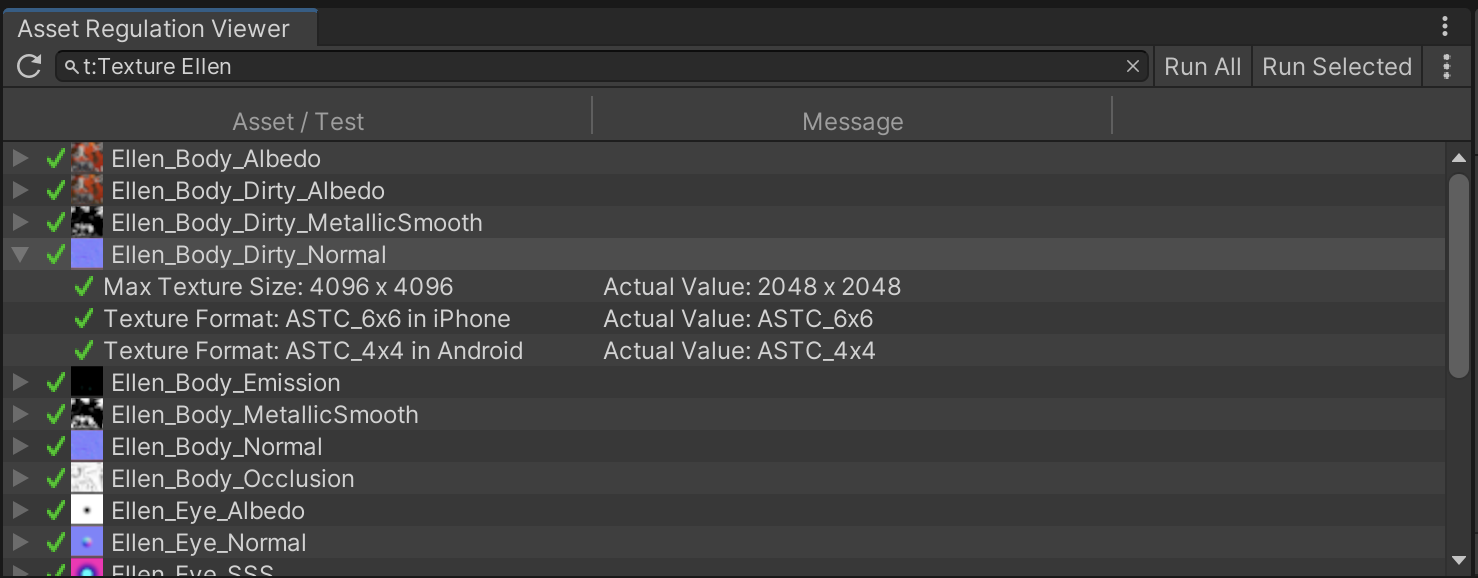 Asset Regulation Viewer
t:Texture Ellen
Run All
Run Selected
Asset / Test
Message
Ellen_Body_Albedo
Ellen_Body_Dirty_Albedo
Ellen_Body_Dirty_MetallicSmooth
Ellen_Body_Dirty_Normal
Max Texture Size: 4096 x 4096 Actual Value: 2048 x 2048
Texture Format: ASTC_6x6 in iPhone Actual Value: ASTC_6x6
Texture Format: ASTC_4x4 in Android Actual Value: ASTC_4x4
Ellen_Body_Emission
Ellen_Body_MetallicSmooth
Ellen_Body_Normal
Ellen_Body_Occlusion
Ellen_Eye_Albedo
Ellen_Eye_Normal
Ellen_Eye_SSS